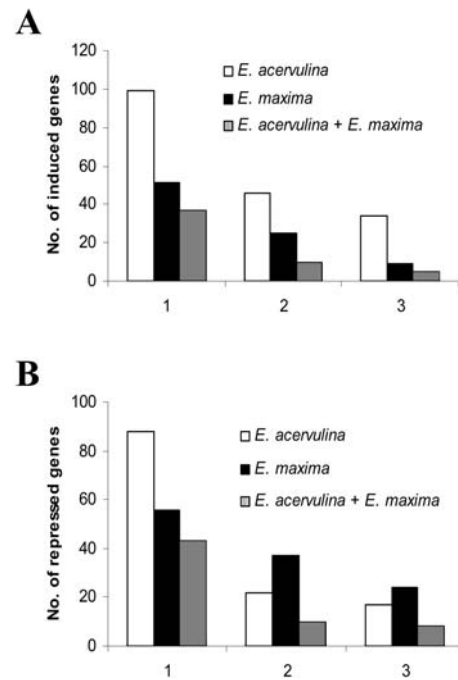 A
No. of induced genes
120
100
80
60
40
20
0
E. acervulina
E. maxima
E. acervulina + E. maxima
1 2 3
B
No. of repressed genes
100
80
60
40
20
0
E. acervulina
E. maxima
E. acervulina + E. maxima
1 2 3